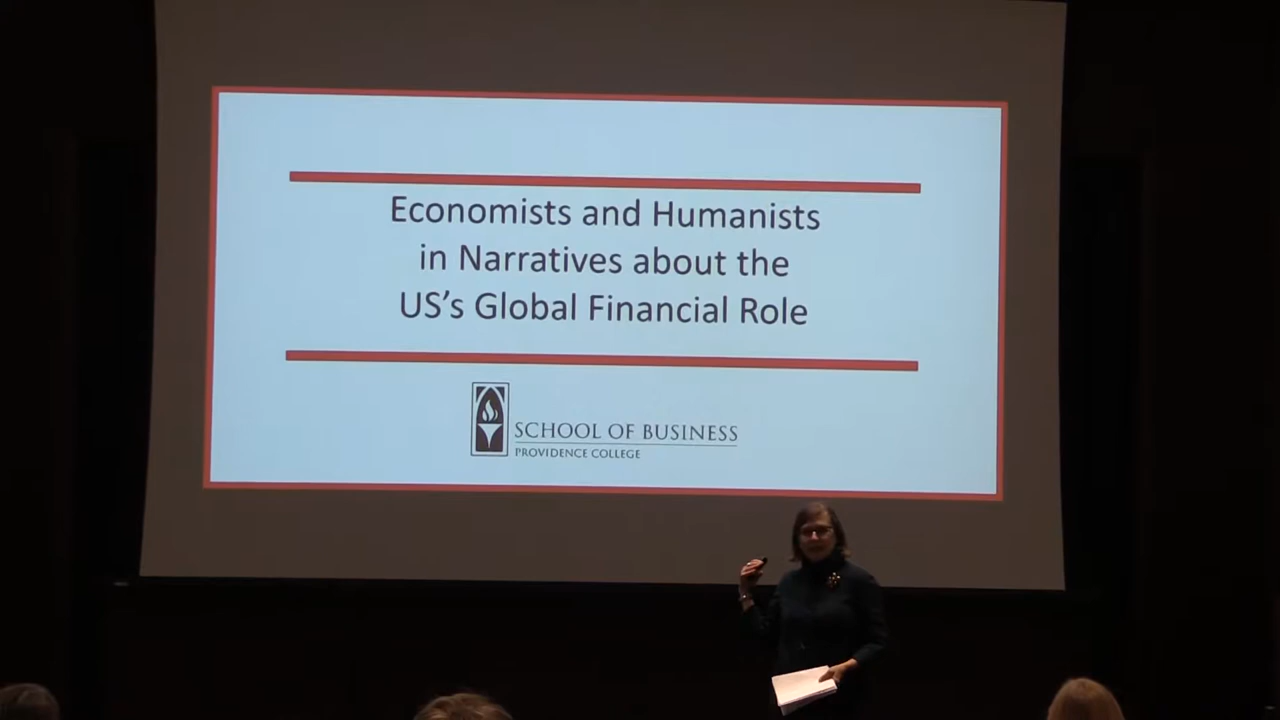 Economists and Humanists
in Narratives about the
US’s Global Financial Role
SCHOOL OF BUSINESS
PROVIDENCE COLLEGE